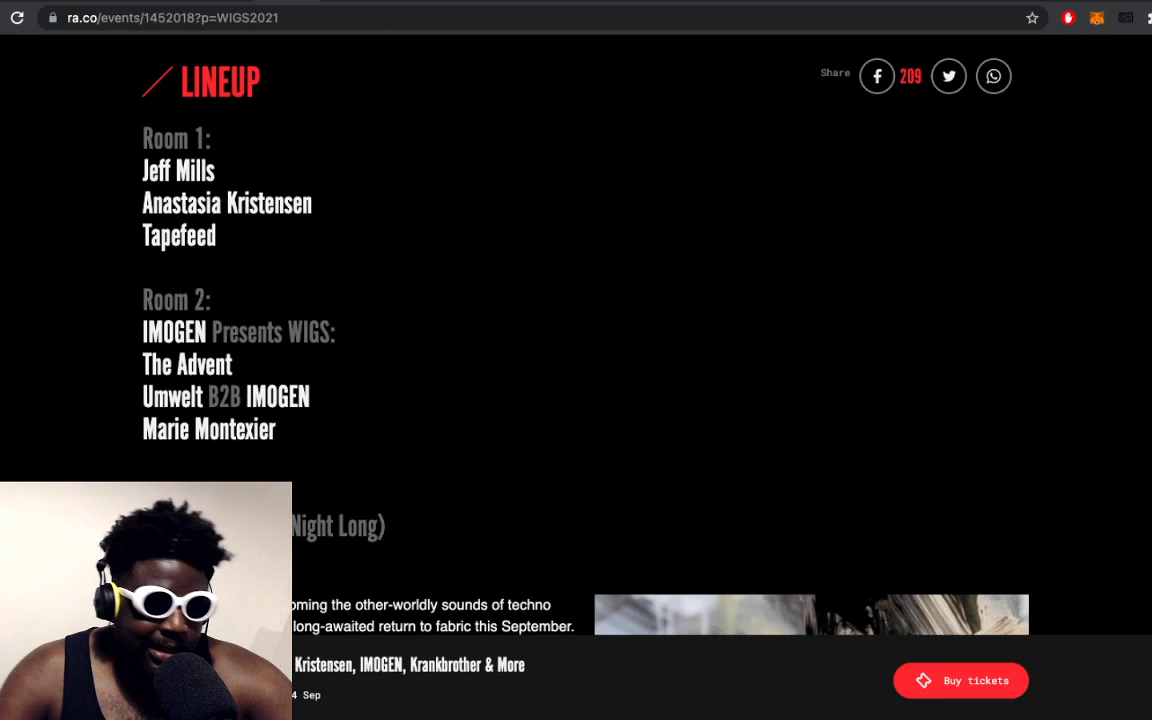 ra.co/events/1452018?p=WIGS2021
LINEUP
Share
209
Room 1:
Jeff Mills
Anastasia Kristensen
Tapefeed
Room 2:
IMOGEN Presents WIGS:
The Advent
Umwelt B2B IMOGEN
Marie Montexier
Night Long)
oming the other-worldly sounds of techno
long-awaited return to fabric this September.
Kristensen, IMOGEN, Krankbrother & More
4 Sep
Buy tickets